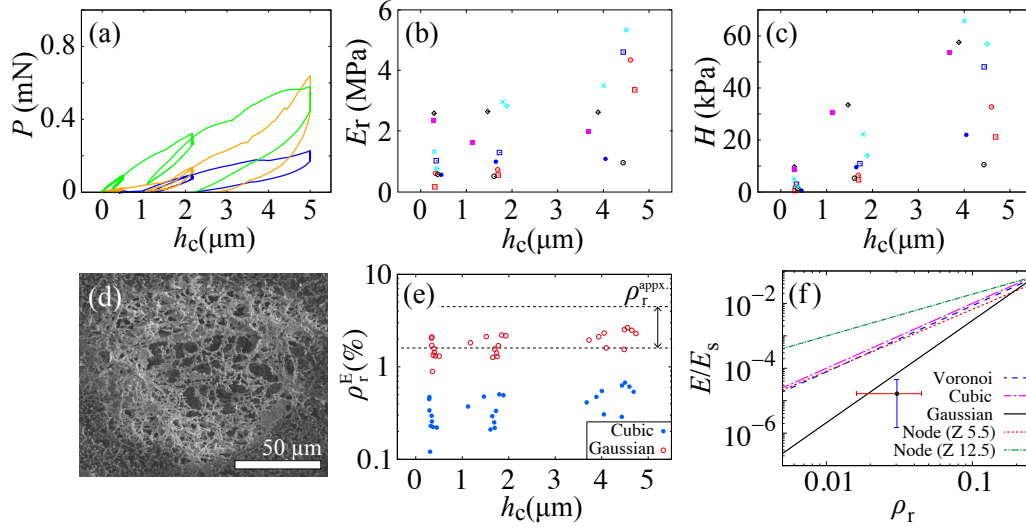 (a)
P (mN)
0.8
0.4
0
0 1 2 3 4 5
hc(μm)
(b)
Er (MPa)
6
4
2
0
0 1 2 3 4 5
hc(μm)
(c)
H (kPa)
60
40
20
0
0 1 2 3 4 5
hc(μm)
(d)
50 μm
(e)
ρrE(%)
10
1
0.1
ρrappx.
Cubic
Gaussian
0 1 2 3 4 5
hc(μm)
(f)
E/Es
10-2
10-4
10-6
Voronoi
Cubic
Gaussian
Node (Z 5.5)
Node (Z 12.5)
0.01 0.1
ρr